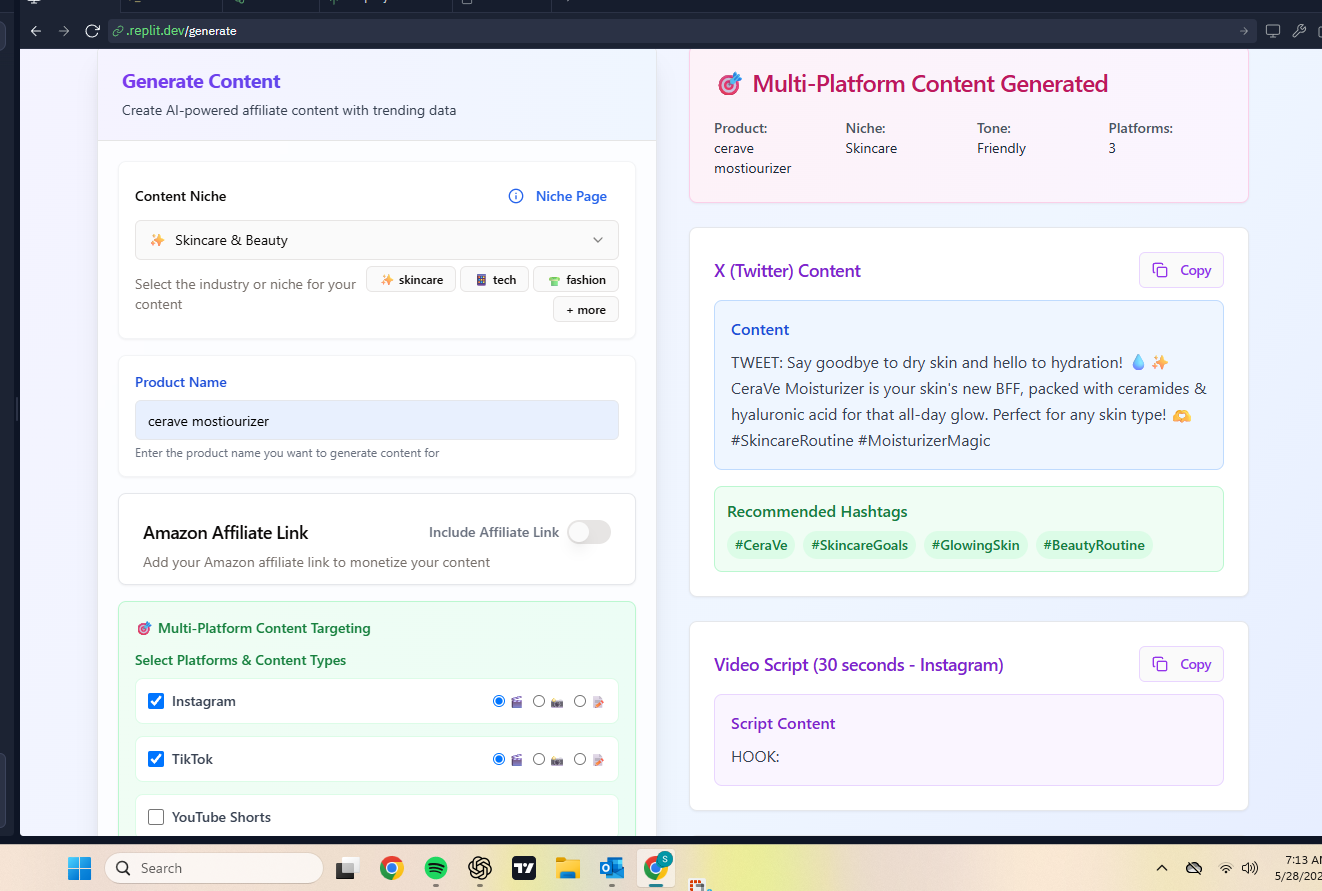 .replit.dev/generate
Generate Content
Create AI-powered affiliate content with trending data
Content Niche
Niche Page
✨ Skincare & Beauty
Select the industry or niche for your
content
✨ skincare
tech
fashion
+ more
Product Name
cerave mostiourizer
Enter the product name you want to generate content for
Amazon Affiliate Link
Include Affiliate Link
Add your Amazon affiliate link to monetize your content
🎯 Multi-Platform Content Targeting
Select Platforms & Content Types
Instagram
TikTok
YouTube Shorts
🎯 Multi-Platform Content Generated
Product:
cerave
mostiourizer
Niche:
Skincare
Tone:
Friendly
Platforms:
3
X (Twitter) Content
Copy
Content
TWEET: Say goodbye to dry skin and hello to hydration! 💧 ✨
CeraVe Moisturizer is your skin's new BFF, packed with ceramides &
hyaluronic acid for that all-day glow. Perfect for any skin type! 🫶
#SkincareRoutine #MoisturizerMagic
Recommended Hashtags
#CeraVe #SkincareGoals #GlowingSkin #BeautyRoutine
Video Script (30 seconds - Instagram)
Copy
Script Content
HOOK:
Search
S
7:13
5/28/202